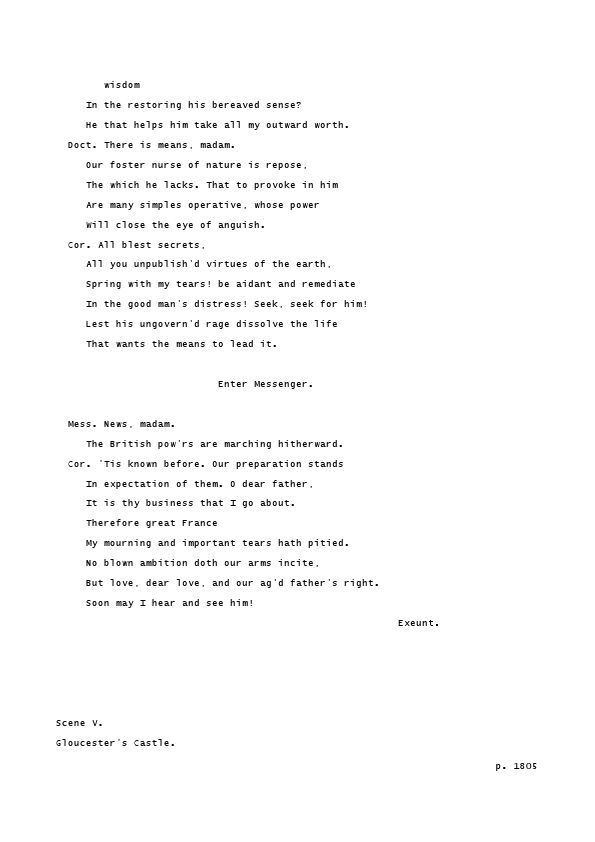 wisdom
In the restoring his bereaved sense?
He that helps him take all my outward worth.
Doct. There is means, madam.
Our foster nurse of nature is repose,
The which he lacks. That to provoke in him
Are many simples operative, whose power
Will close the eye of anguish.
Cor. All blest secrets,
All you unpublish'd virtues of the earth,
Spring with my tears! be aidant and remediate
In the good man's distress! Seek, seek for him!
Lest his ungovern'd rage dissolve the life
That wants the means to lead it.
Enter Messenger.
Mess. News, madam.
The British pow'rs are marching hitherward.
Cor. 'Tis known before. Our preparation stands
In expectation of them. O dear father,
It is thy business that I go about.
Therefore great France
My mourning and important tears hath pitied.
No blown ambition doth our arms incite,
But love, dear love, and our ag'd father's right.
Soon may I hear and see him!
Exeunt.
Scene V.
Gloucester's Castle.
p. 1805